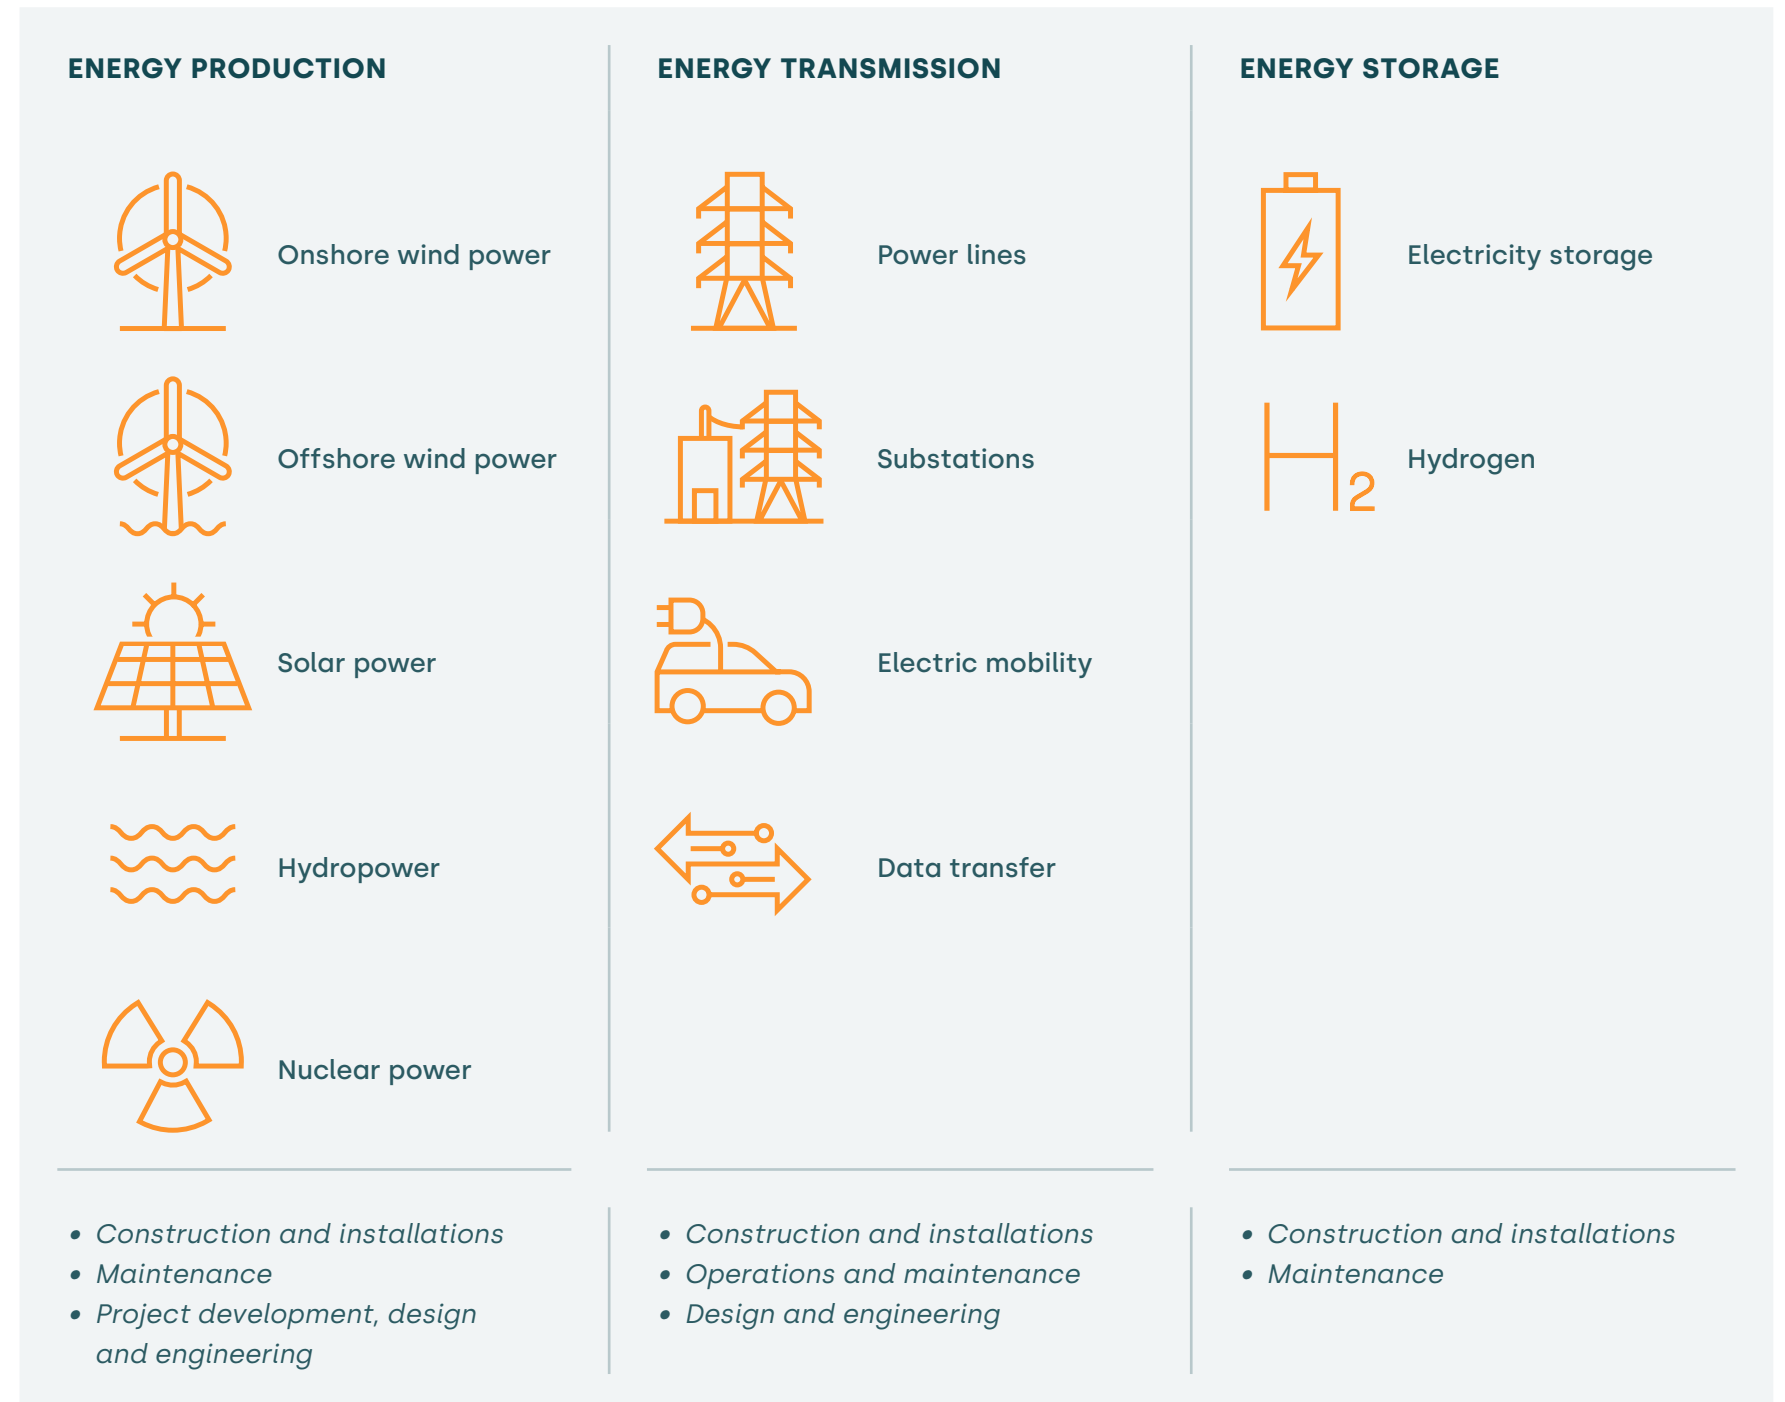 ENERGY PRODUCTION
Onshore wind power
Offshore wind power
Solar power
Hydropower
Nuclear power
• Construction and installations
• Maintenance
• Project development, design
and engineering
ENERGY TRANSMISSION
Power lines
Substations
Electric mobility
Data transfer
• Construction and installations
• Operations and maintenance
• Design and engineering
ENERGY STORAGE
Electricity storage
H2
Hydrogen
• Construction and installations
• Maintenance